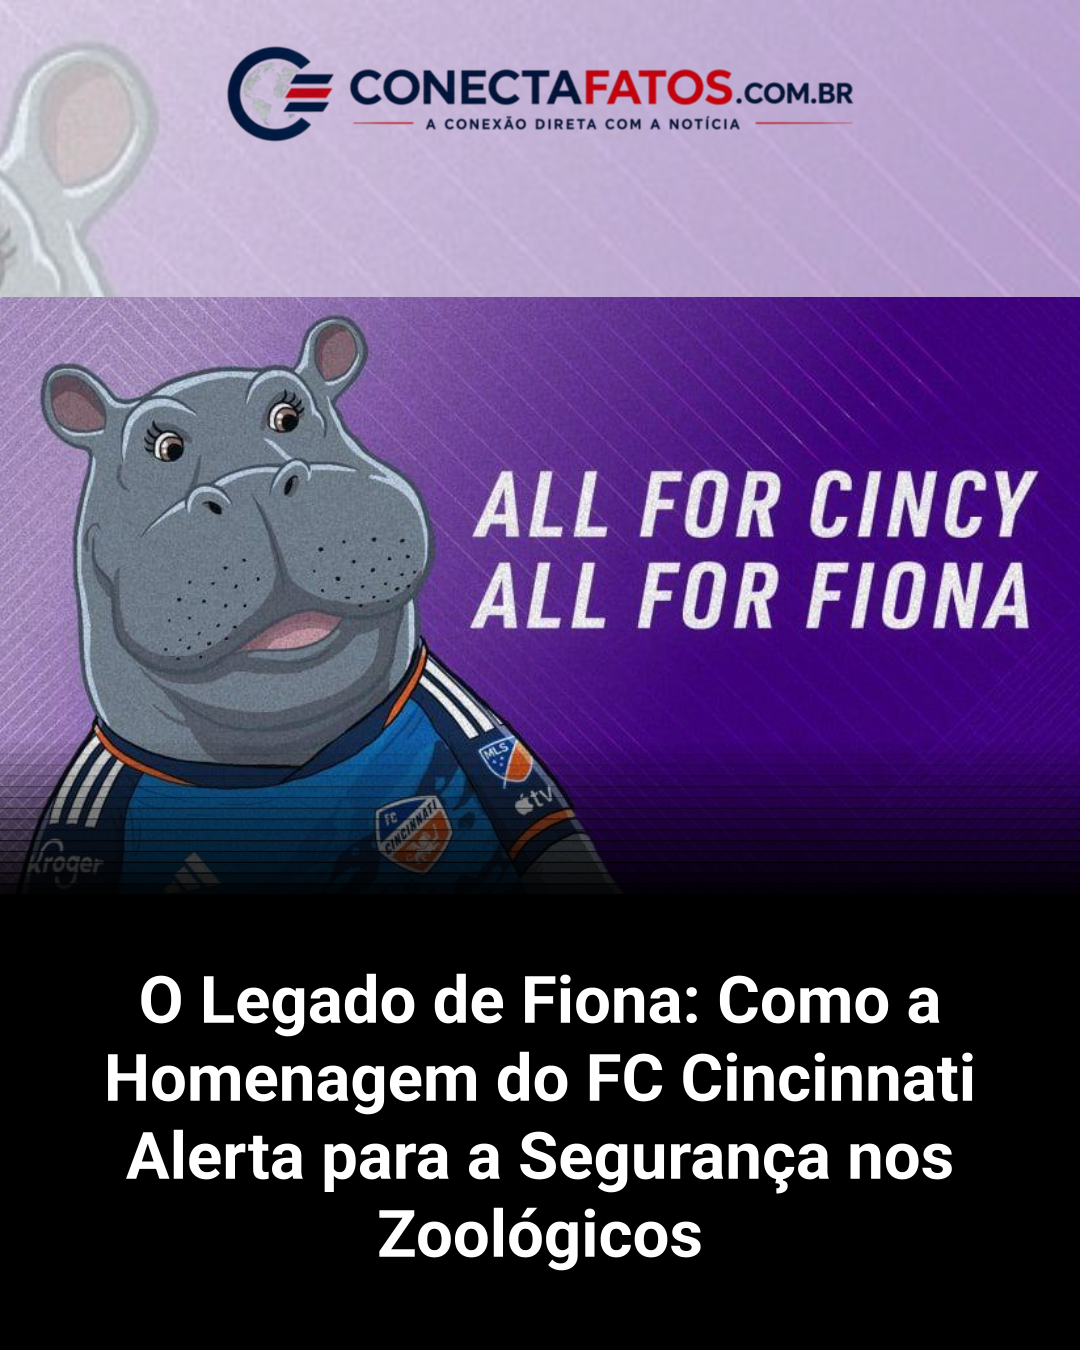 CONECTAFATOS.COM.BR
A CONEXÃO DIRETA COM A NOTÍCIA
ALL FOR CINCY
ALL FOR FIONA
MLS
tv
FC
CINCINNATI
kroger
O Legado de Fiona: Como a
Homenagem do FC Cincinnati
Alerta para a Segurança nos
Zoológicos